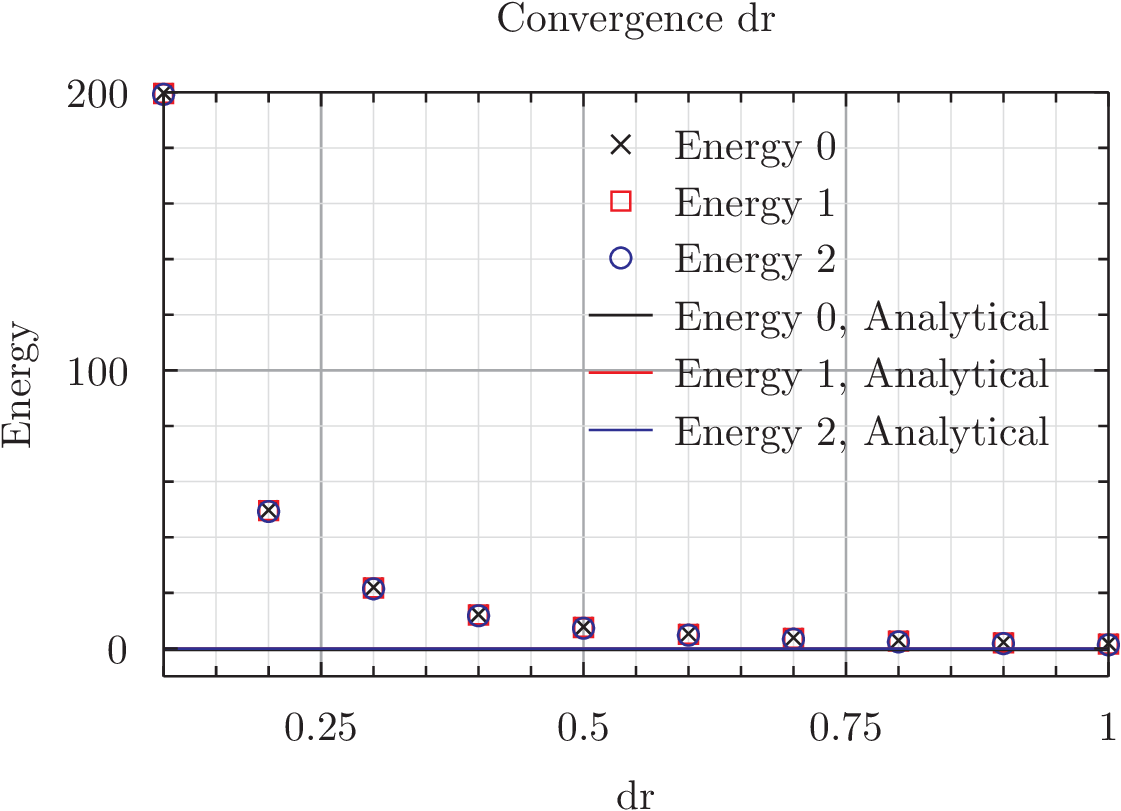 Convergence dr
200
100
0
Energy
Energy 0
Energy 1
Energy 2
Energy 0, Analytical
Energy 1, Analytical
Energy 2, Analytical
0.25 0.5 0.75 1
dr